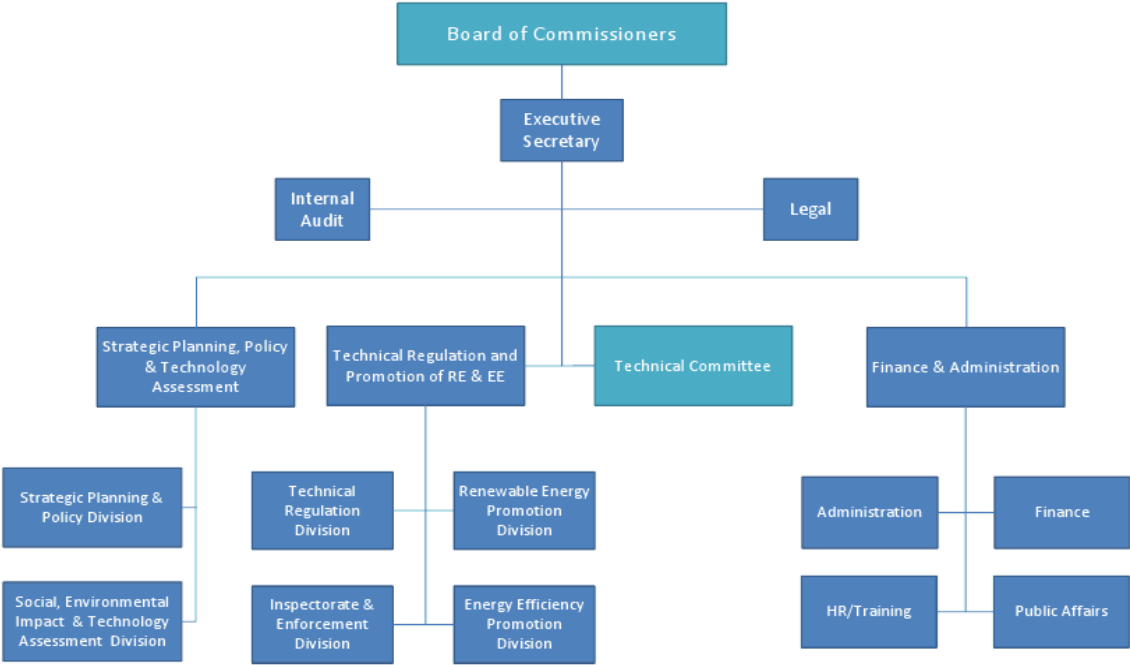 Board of Commissioners
Executive
Secretary
Internal
Audit
Legal
Strategic Planning, Policy
& Technology
Assessment
Technical Regulation and
Promotion of RE & EE
Technical Committee
Finance & Administration
Strategic Planning &
Policy Division
Technical
Regulation
Division
Renewable Energy
Promotion
Division
Administration
Finance
Social, Environmental
Impact & Technology
Assessment Division
Inspectorate &
Enforcement
Division
Energy Efficiency
Promotion
Division
HR/Training
Public Affairs